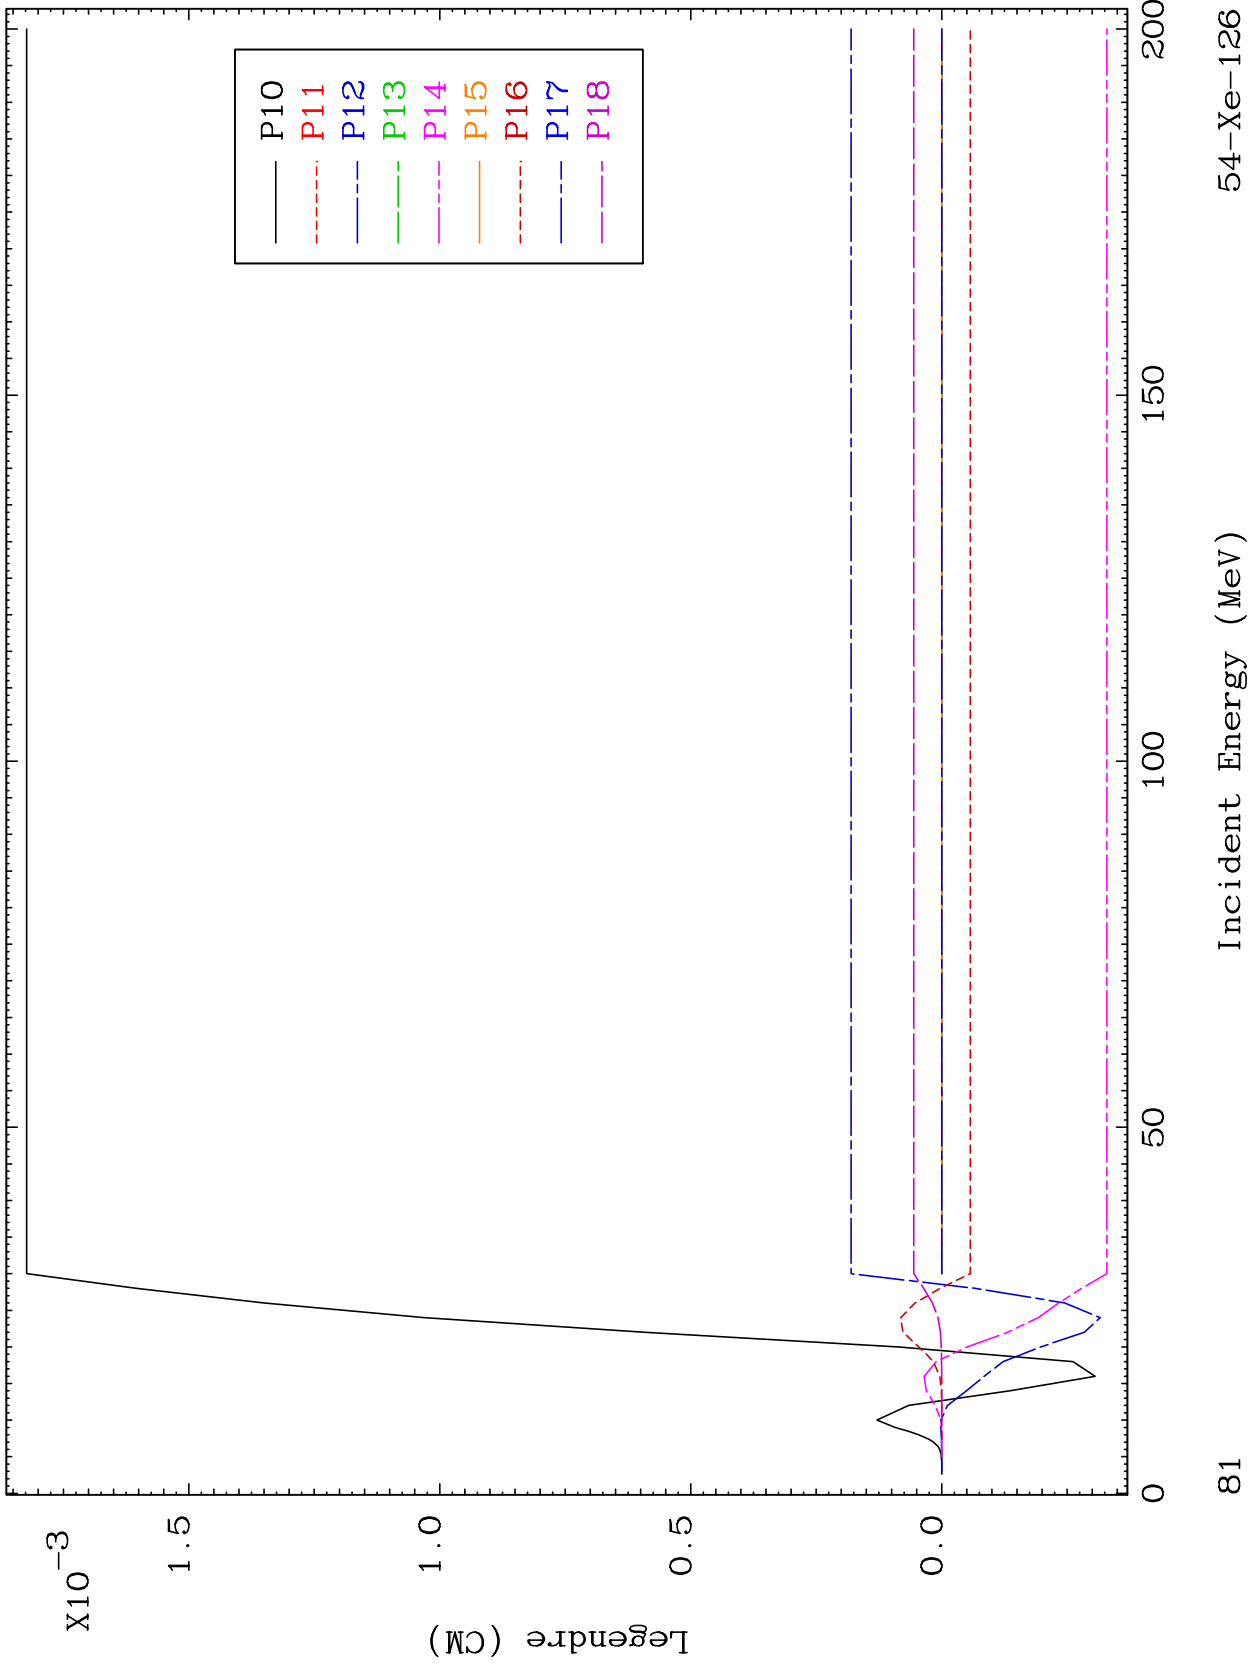 X10-3
1.5
1.0
0.5
0.0
Legendre (CM)
P10
P11
P12
P13
P14
P15
P16
P17
P18
0
50
100
150
200
Incident Energy (MeV)
81
54-Xe-126